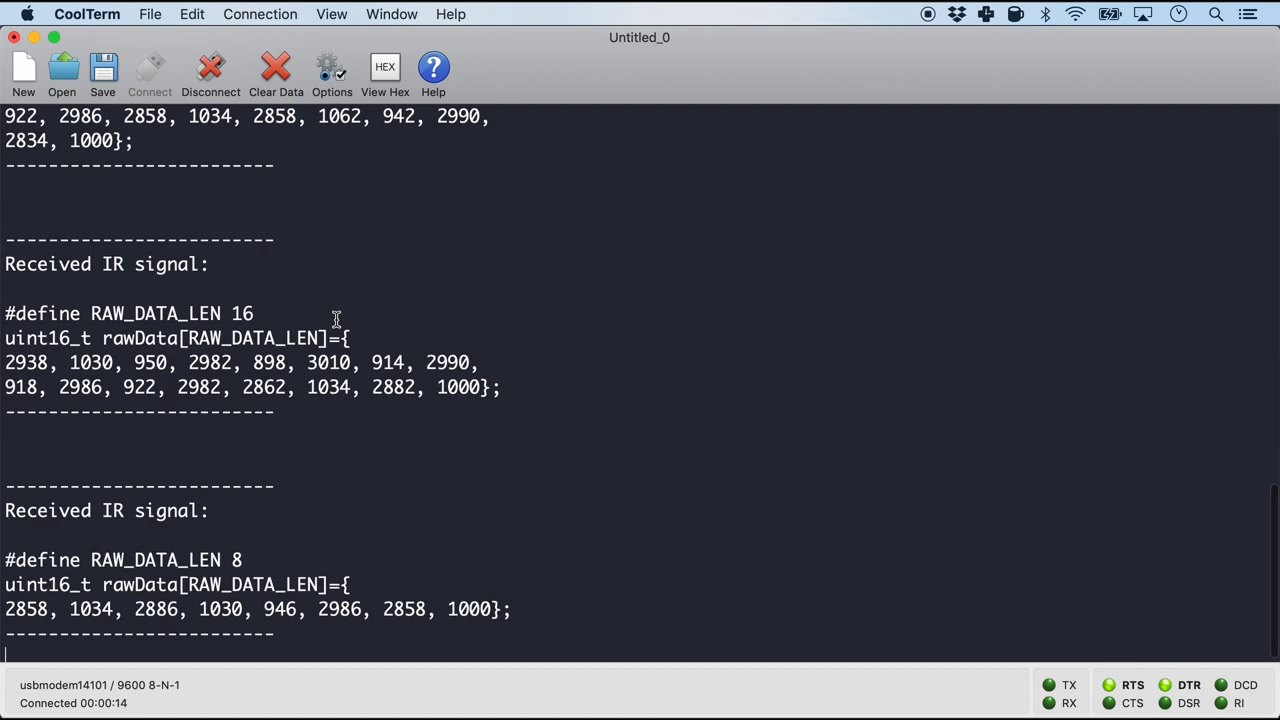 CoolTerm File Edit Connection View Window Help
Untitled_0
New Open Save Connect Disconnect Clear Data Options View Hex Help
HEX
922, 2986, 2858, 1034, 2858, 1062, 942, 2990,
2834, 1000};
-------------------------
-------------------------
Received IR signal:
#define RAW_DATA_LEN 16
uint16_t rawData[RAW_DATA_LEN]={
2938, 1030, 950, 2982, 898, 3010, 914, 2990,
918, 2986, 922, 2982, 2862, 1034, 2882, 1000};
-------------------------
-------------------------
Received IR signal:
#define RAW_DATA_LEN 8
uint16_t rawData[RAW_DATA_LEN]={
2858, 1034, 2886, 1030, 946, 2986, 2858, 1000};
-------------------------
usbmodem14101 / 9600 8-N-1
Connected 00:00:14
TX RTS DTR DCD
RX CTS DSR RI